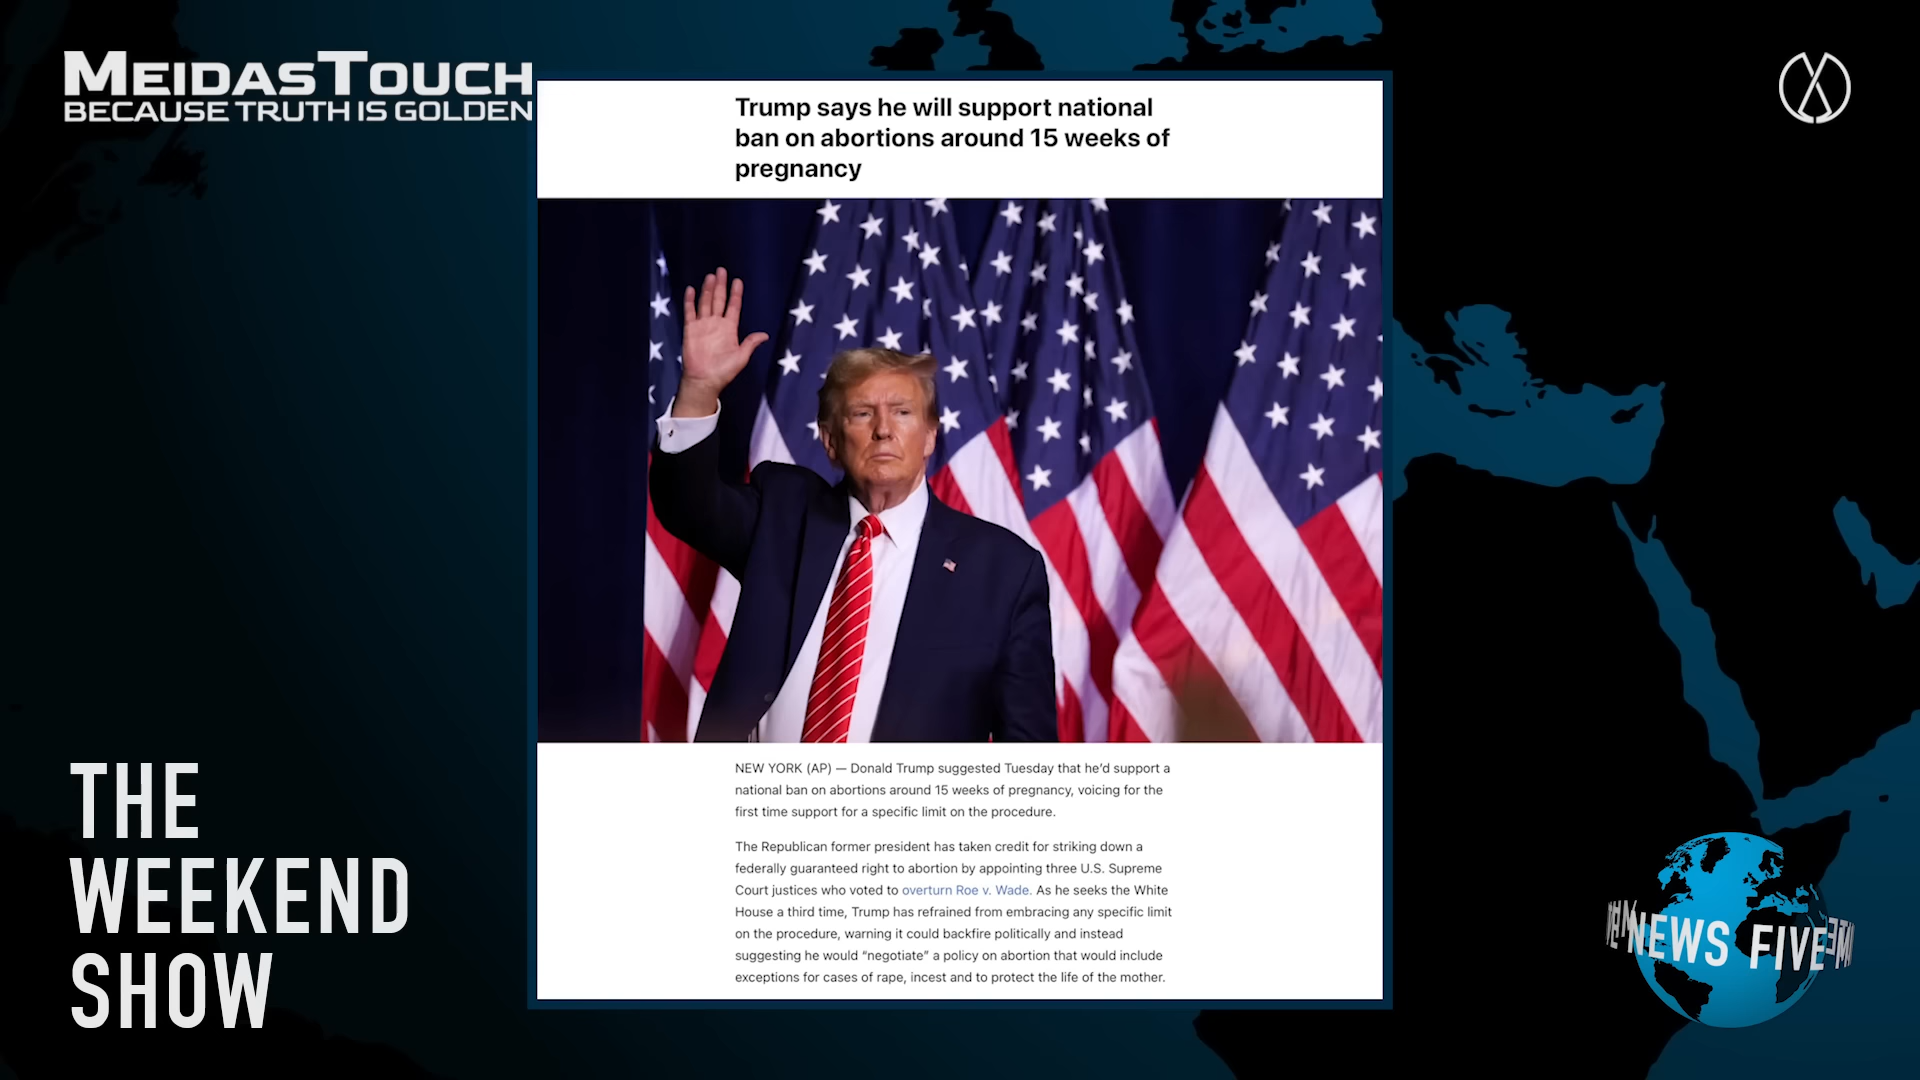 MEIDASTOUCH
BECAUSE TRUTH IS GOLDEN
Trump says he will support national
ban on abortions around 15 weeks of
pregnancy
NEW YORK (AP) — Donald Trump suggested Tuesday that he'd support a
national ban on abortions around 15 weeks of pregnancy, voicing for the
first time support for a specific limit on the procedure.
The Republican former president has taken credit for striking down a
federally guaranteed right to abortion by appointing three U.S. Supreme
Court justices who voted to overturn Roe v. Wade. As he seeks the White
House a third time, Trump has refrained from embracing any specific limit
on the procedure, warning it could backfire politically and instead
suggesting he would “negotiate” a policy on abortion that would include
exceptions for cases of rape, incest and to protect the life of the mother.
THE
WEEKEND
SHOW
NEWS FIVE